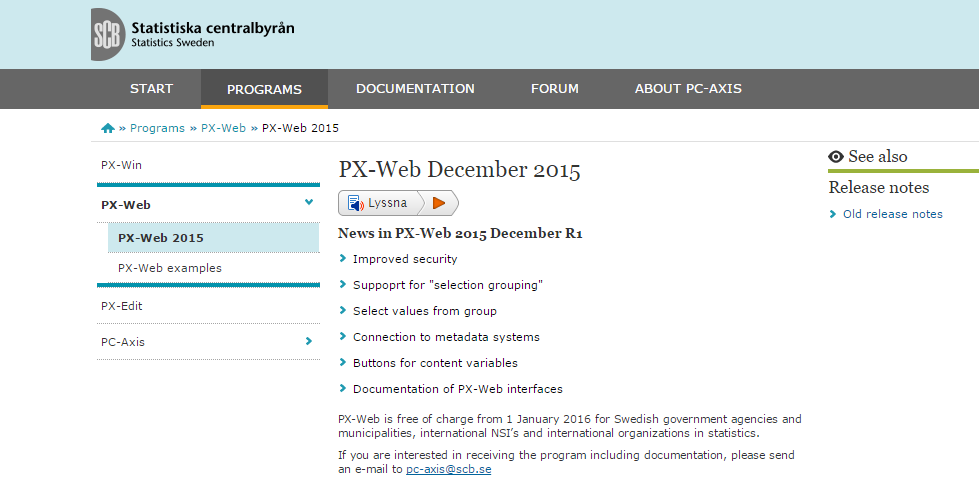 SCB
Statistiska centralbyrån
Statistics Sweden
START
PROGRAMS
DOCUMENTATION
FORUM
ABOUT PC-AXIS
» Programs » PX-Web » PX-Web 2015
PX-Win
PX-Web
PX-Web 2015
PX-Web examples
PX-Edit
PC-Axis
PX-Web December 2015
Lyssna
News in PX-Web 2015 December R1
Improved security
Suppoprt for "selection grouping"
Select values from group
Connection to metadata systems
Buttons for content variables
Documentation of PX-Web interfaces
PX-Web is free of charge from 1 January 2016 for Swedish government agencies and
municipalities, international NSI's and international organizations in statistics.
If you are interested in receiving the program including documentation, please send
an e-mail to pc-axis@scb.se
See also
Release notes
Old release notes